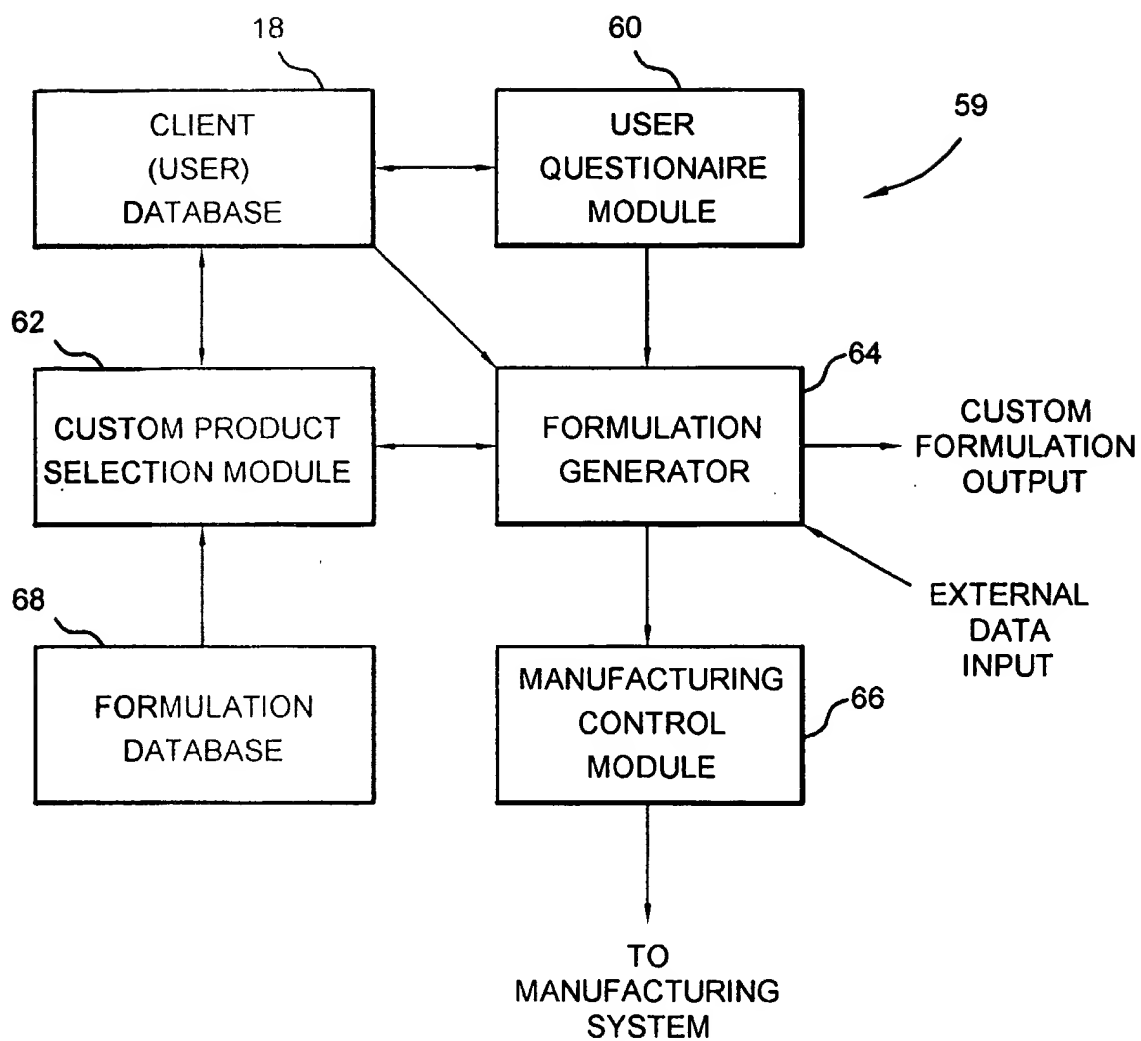 18
60
59
CLIENT
(USER)
DATABASE
USER
QUESTIONAIRE
MODULE
62
64
CUSTOM PRODUCT
SELECTION MODULE
FORMULATION
GENERATOR
CUSTOM
FORMULATION
OUTPUT
68
EXTERNAL
DATA
INPUT
FORMULATION
DATABASE
MANUFACTURING
CONTROL
MODULE
66
TO
MANUFACTURING
SYSTEM